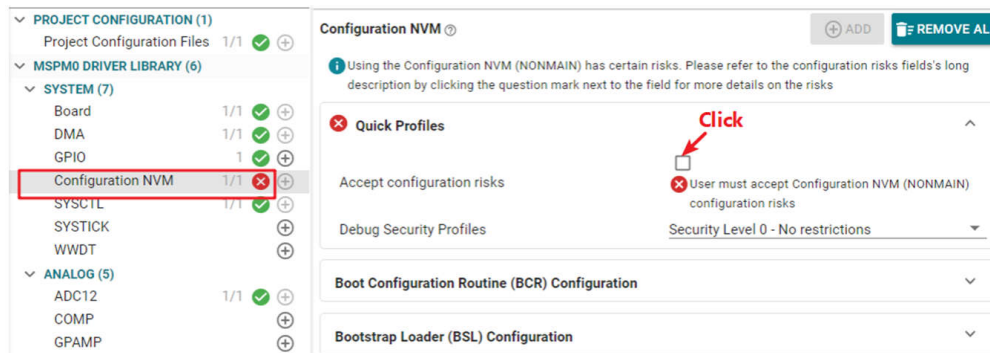 PROJECT CONFIGURATION (1)
Project Configuration Files 1/1
MSPM0 DRIVER LIBRARY (6)
SYSTEM (7)
Board 1/1
DMA 1/1
GPIO 1
Configuration NVM 1/1
SYSCTL 1/1
SYSTICK
WWDT
ANALOG (5)
ADC12 1/1
COMP
GPAMP
Configuration NVM
ADD
REMOVE AL
Using the Configuration NVM (NONMAIN) has certain risks. Please refer to the configuration risks fields's long
description by clicking the question mark next to the field for more details on the risks
Quick Profiles
Click
Accept configuration risks
User must accept Configuration NVM (NONMAIN)
configuration risks
Debug Security Profiles
Security Level 0 - No restrictions
Boot Configuration Routine (BCR) Configuration
Bootstrap Loader (BSL) Configuration